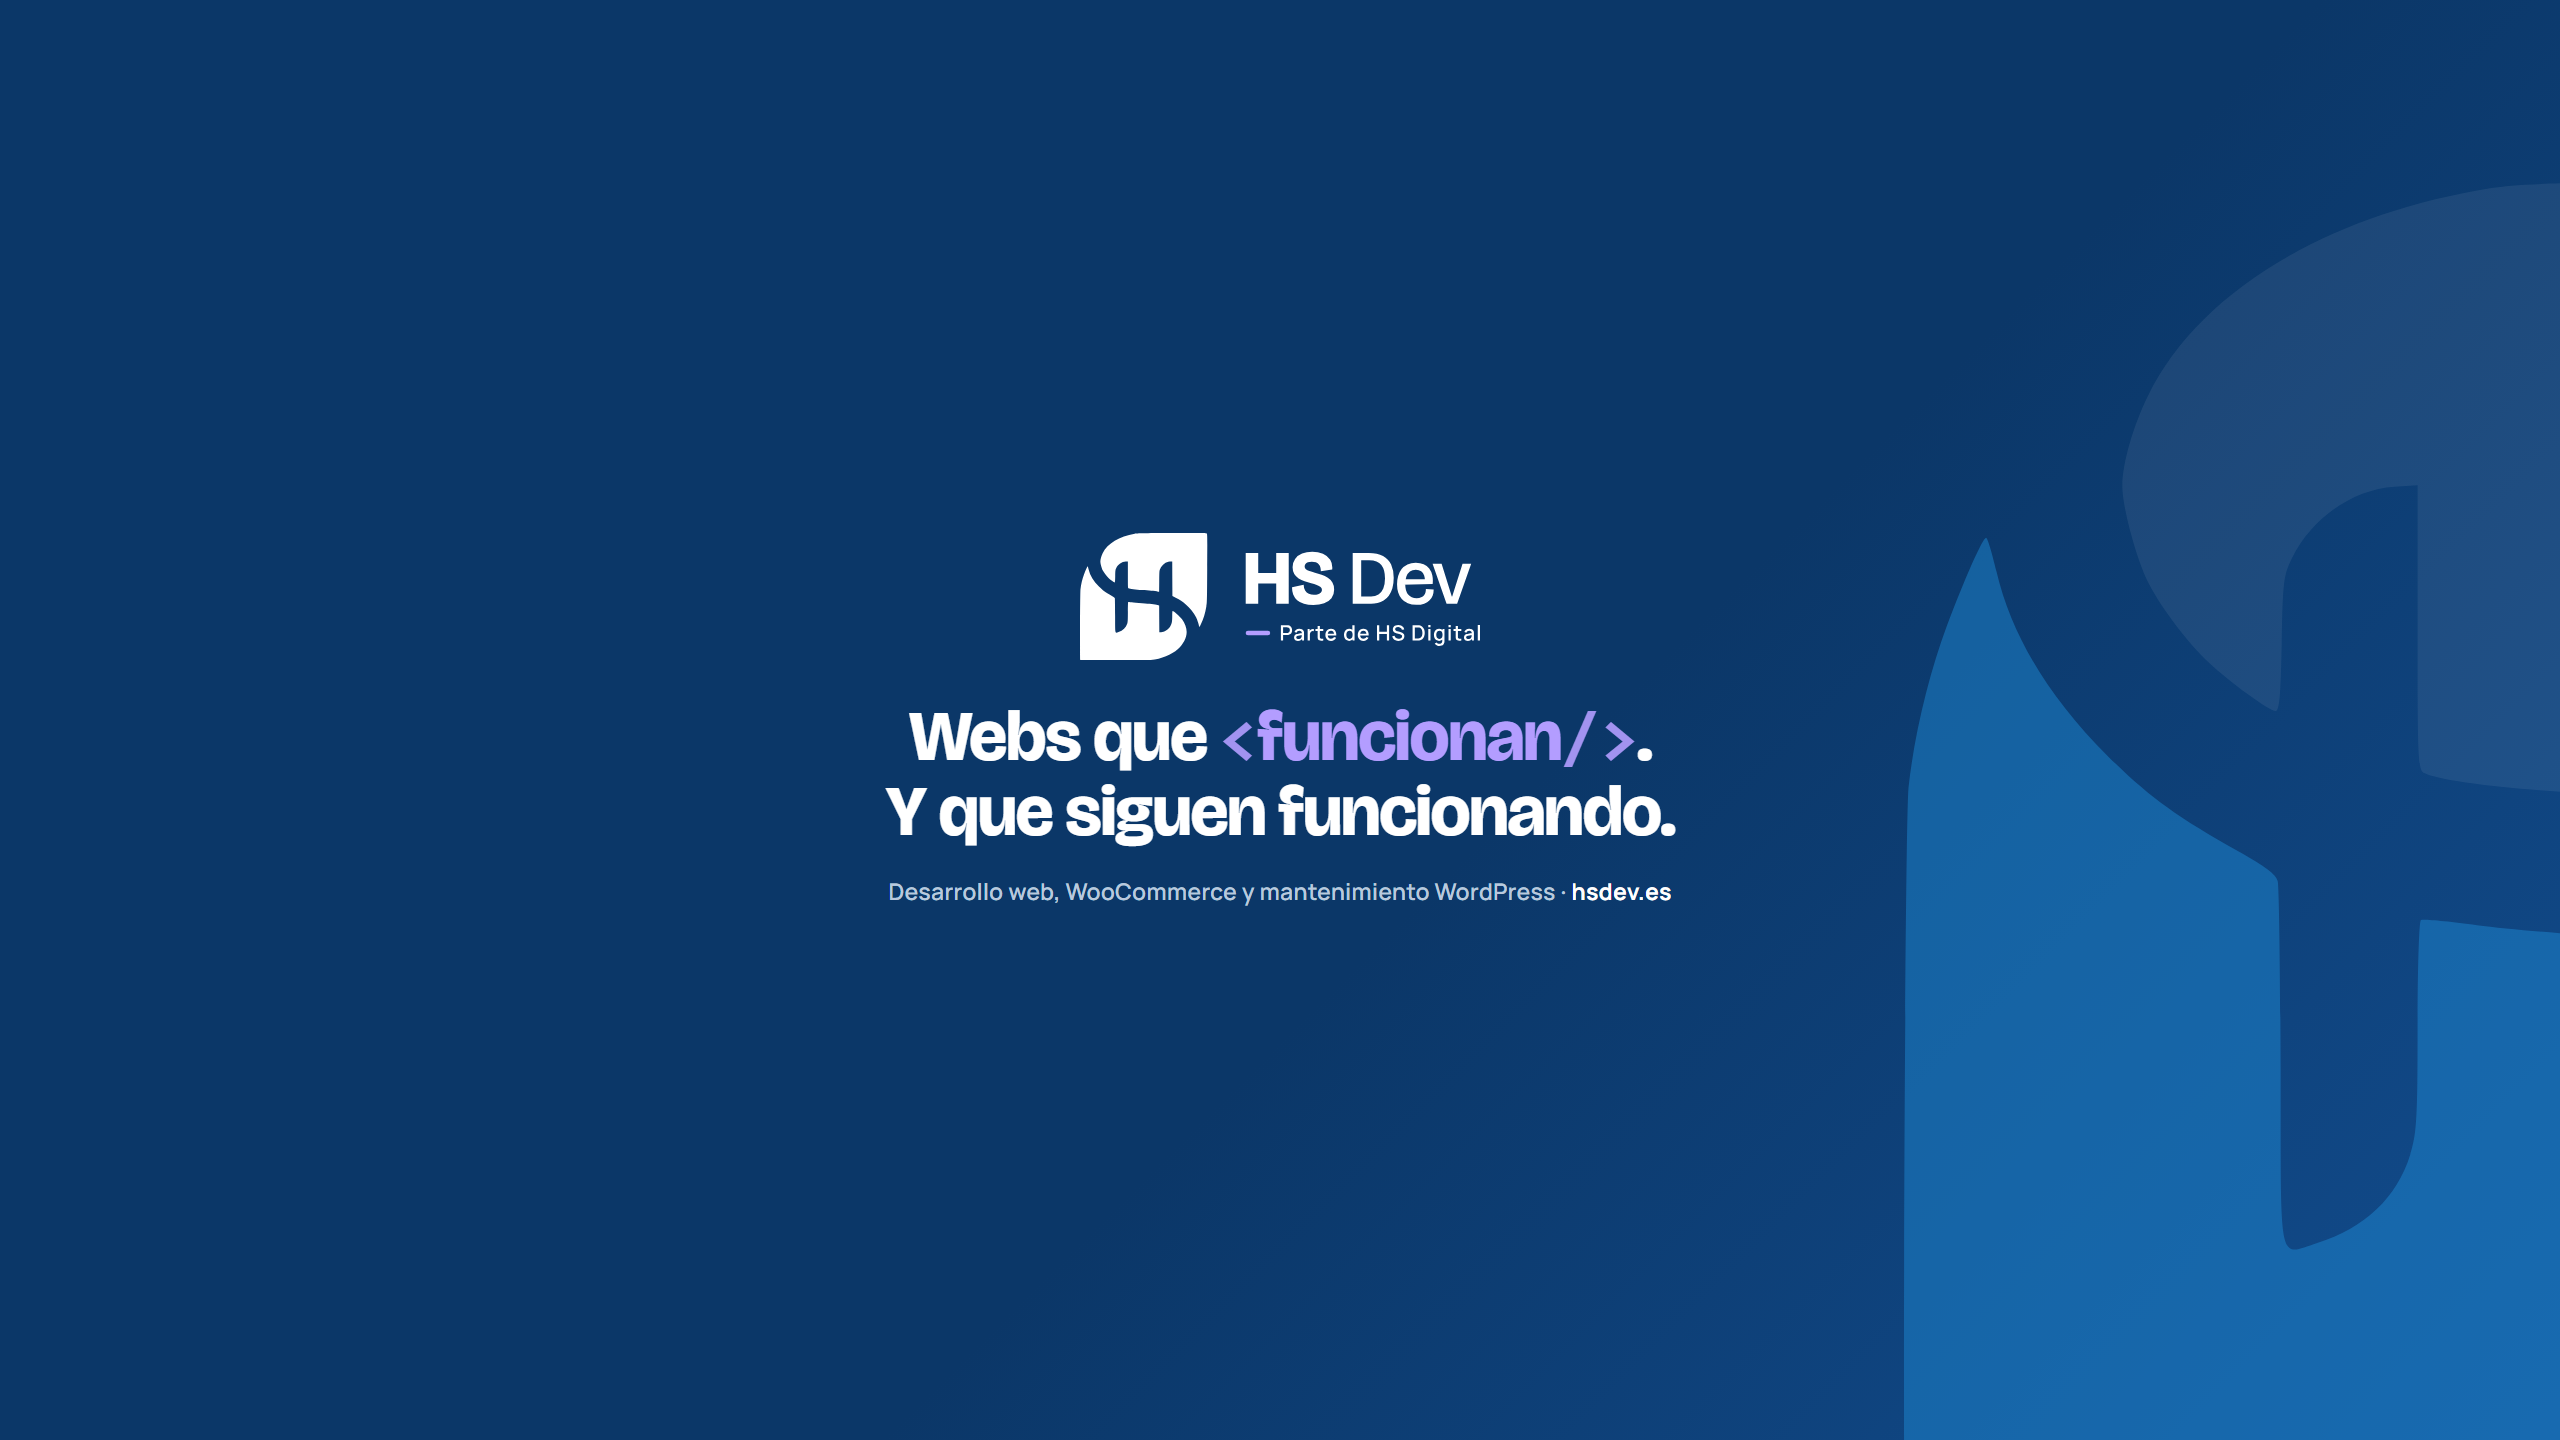 HS Dev
Parte de HS Digital
Webs que <funcionan/>.
Y que siguen funcionando.
Desarrollo web, WooCommerce y mantenimiento WordPress · hsdev.es